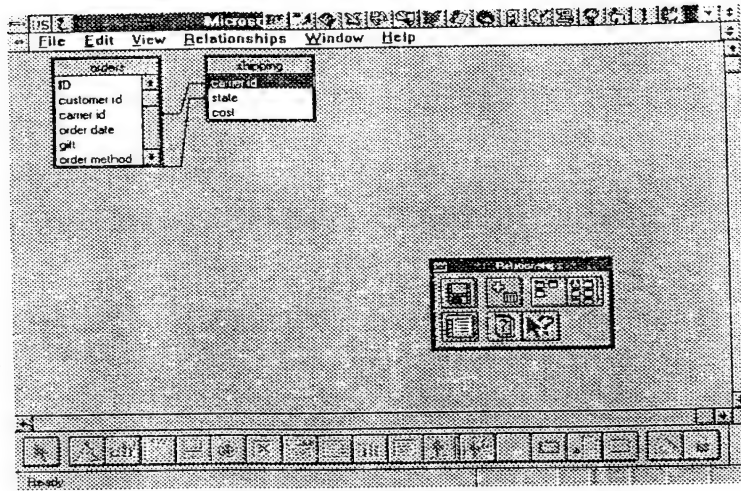 Microsoft
File Edit View Relationships Window Help
orders
ID
customer id
carrier id
order date
gift
order method
shipping
carrier id
state
cost
Relationships
Ready